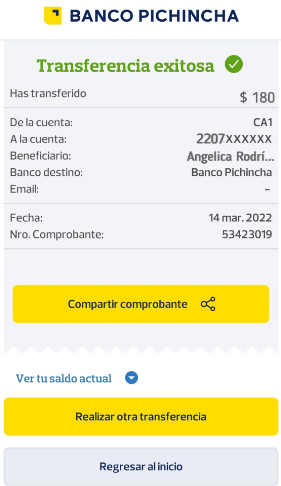 BANCO PICHINCHA
Transferencia exitosa
Has transferido $ 180
De la cuenta: CA1
A la cuenta: 2207XXXXXX
Beneficiario: Angelica Rodrí...
Banco destino: Banco Pichincha
Email: -
Fecha: 14 mar. 2022
Nro. Comprobante: 53423019
Compartir comprobante
Ver tu saldo actual
Realizar otra transferencia
Regresar al inicio